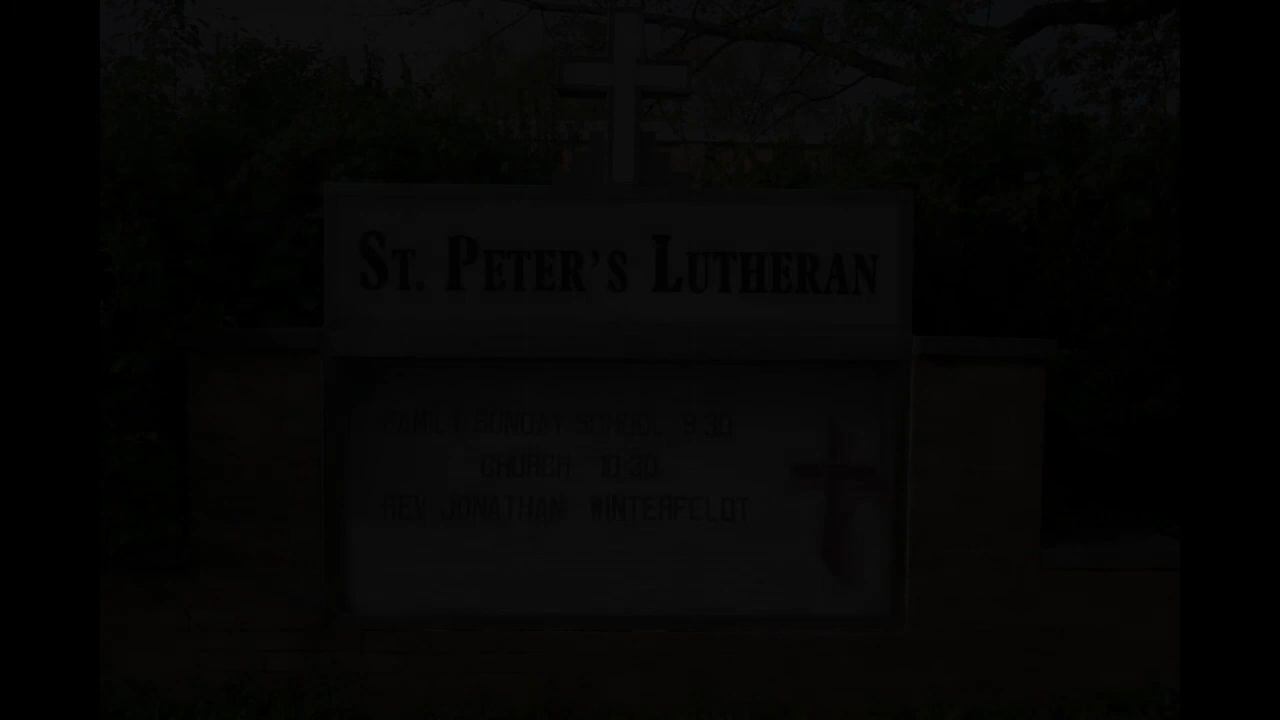 ST. PETER'S LUTHERAN
FAMILY SUNDAY SCHOOL 9:30
CHURCH 10:30
REV JONATHAN WINTERFELDT